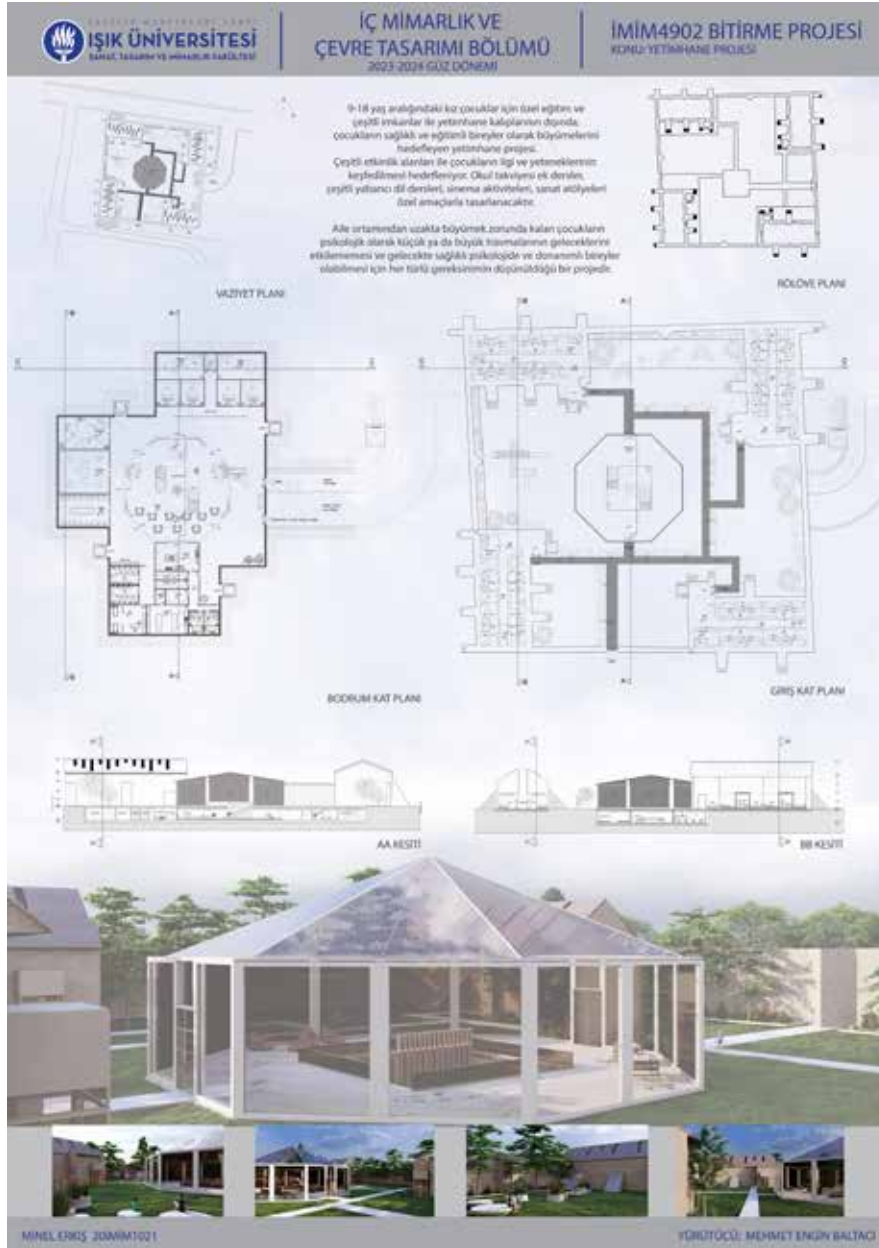 IŞIK ÜNİVERSİTESİ
SANAT, TASARIM VE MİMARLIK FAKÜLTESİ
İÇ MİMARLIK VE
ÇEVRE TASARIMI BÖLÜMÜ
2023-2024 GÜZ DÖNEMİ
İMİM4902 BİTİRME PROJESİ
KONU: YETİMHANE PROJESİ
9-18 yaş aralığındaki kız çocuklar için özel eğitim ve
çeşitli imkanlar ile yetimhane kalıplarının dışında,
çocukların sağlıklı ve eğitimli bireyler olarak büyümelerini
hedefleyen yetimhane projesi.
Çeşitli etkinlik alanları ile çocukların ilgi ve yeteneklerinin
keşfedilmesi hedefleniyor. Okul takviyesi ek dersler,
çeşitli yabancı dil dersleri, sinema aktiviteleri, sanat atölyeleri
özel amaçlarla tasarlanacaktır.
Aile ortamından uzakta büyümek zorunda kalan çocukların
psikolojik olarak küçük ya da büyük travmalarının geleceklerini
etkilememesi ve gelecekte sağlıklı psikolojide ve donanımlı bireyler
olabilmesi için her türlü gereksinimin düşünüldüğü bir projedir.
VAZİYET PLANI
RÖLÖVE PLANI
BODRUM KAT PLANI
GİRİŞ KAT PLANI
AA KESİTİ
BB KESİTİ
MINEL ERKIŞ 20IMIM1021
YÜRÜTÜCÜ: MEHMET ENGİN BALTACI